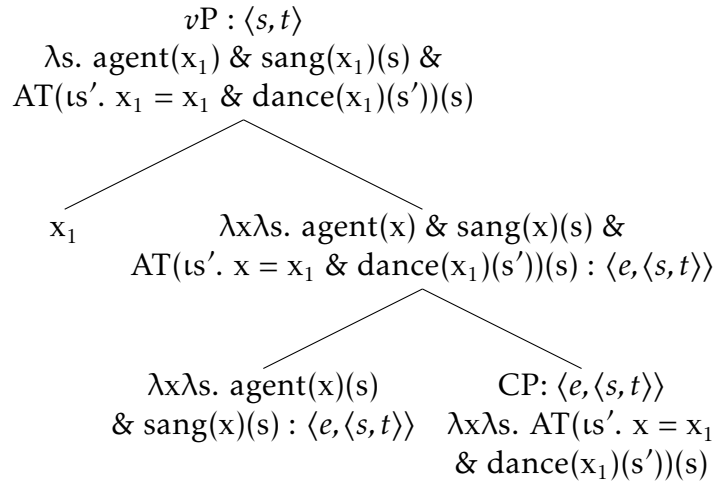 vP : ⟨s, t⟩
λs. agent(x₁) & sang(x₁)(s) &
AT(ιs'. x₁ = x₁ & dance(x₁)(s'))(s)
x₁
λxλs. agent(x) & sang(x)(s) &
AT(ιs'. x = x₁ & dance(x₁)(s'))(s) : ⟨e,⟨s, t⟩⟩
λxλs. agent(x)(s)
& sang(x)(s) : ⟨e,⟨s, t⟩⟩
CP: ⟨e,⟨s, t⟩⟩
λxλs. AT(ιs'. x = x₁
& dance(x₁)(s'))(s)